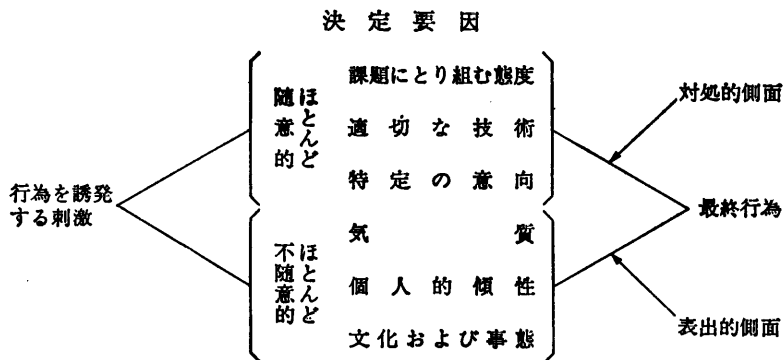 決定要因
行為を誘発
する刺激
ほとんど
随意的
課題にとり組む態度
適切な技術
特定の意向
ほとんど
不随意的
気質
個人的傾性
文化および事態
対処的側面
最終行為
表出的側面